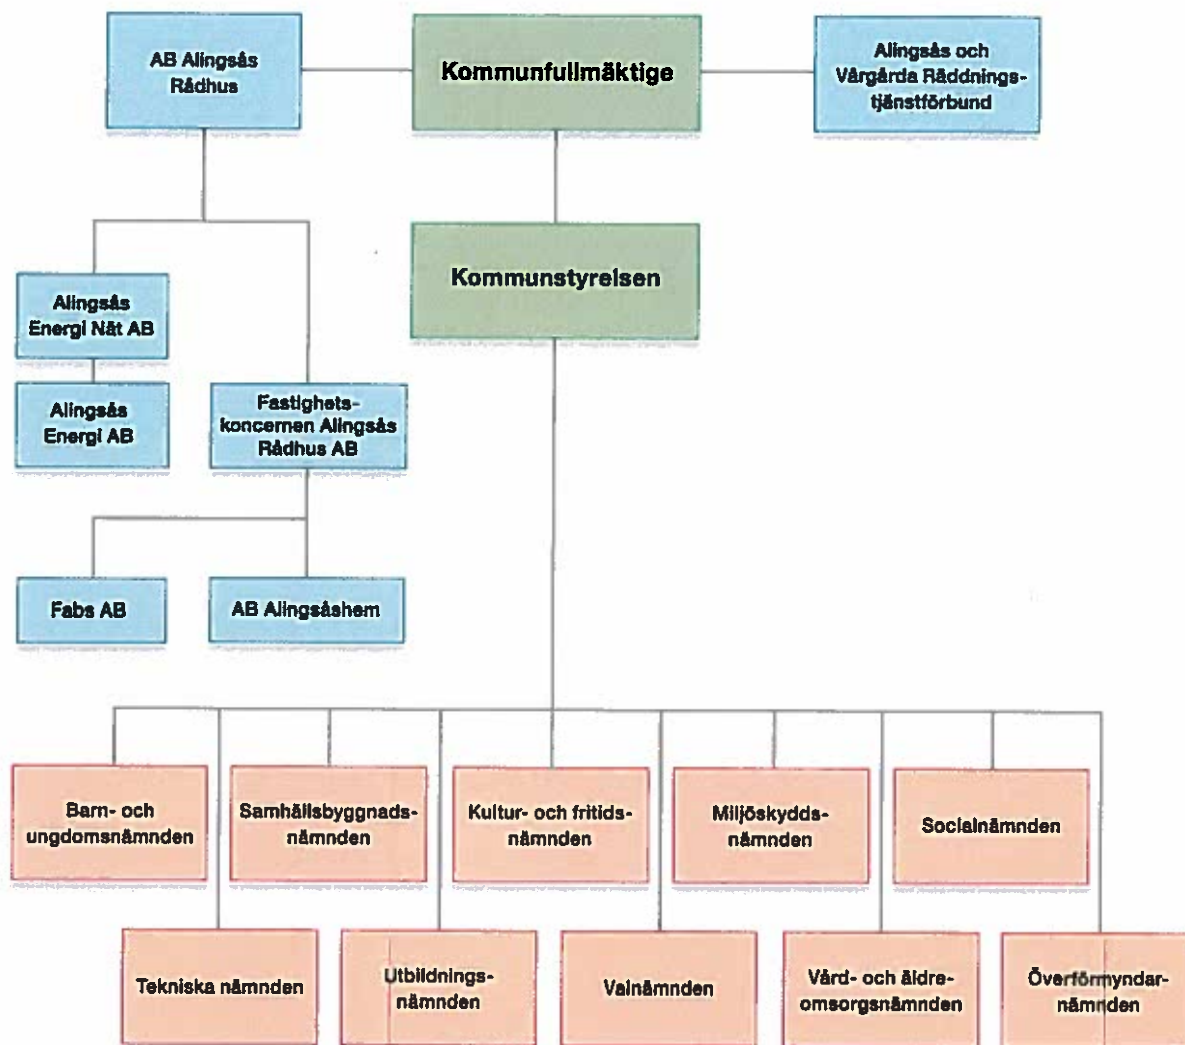 AB Alingsås
Rådhus
Kommunfullmäktige
Alingsås och
Vårgårda Räddnings-
tjänstförbund
Kommunstyrelsen
Alingsås
Energi Nät AB
Alingsås
Energi AB
Fastighets-
koncernen Alingsås
Rådhus AB
Fabs AB
AB Alingsåshem
Barn- och
ungdomsnämnden
Samhällsbyggnads-
nämnden
Kultur- och fritids-
nämnden
Miljöskydds-
nämnden
Socialnämnden
Tekniska nämnden
Utbildnings-
nämnden
Valnämnden
Vård- och äldre-
omsorgsnämnden
Överförmyndar-
nämnden